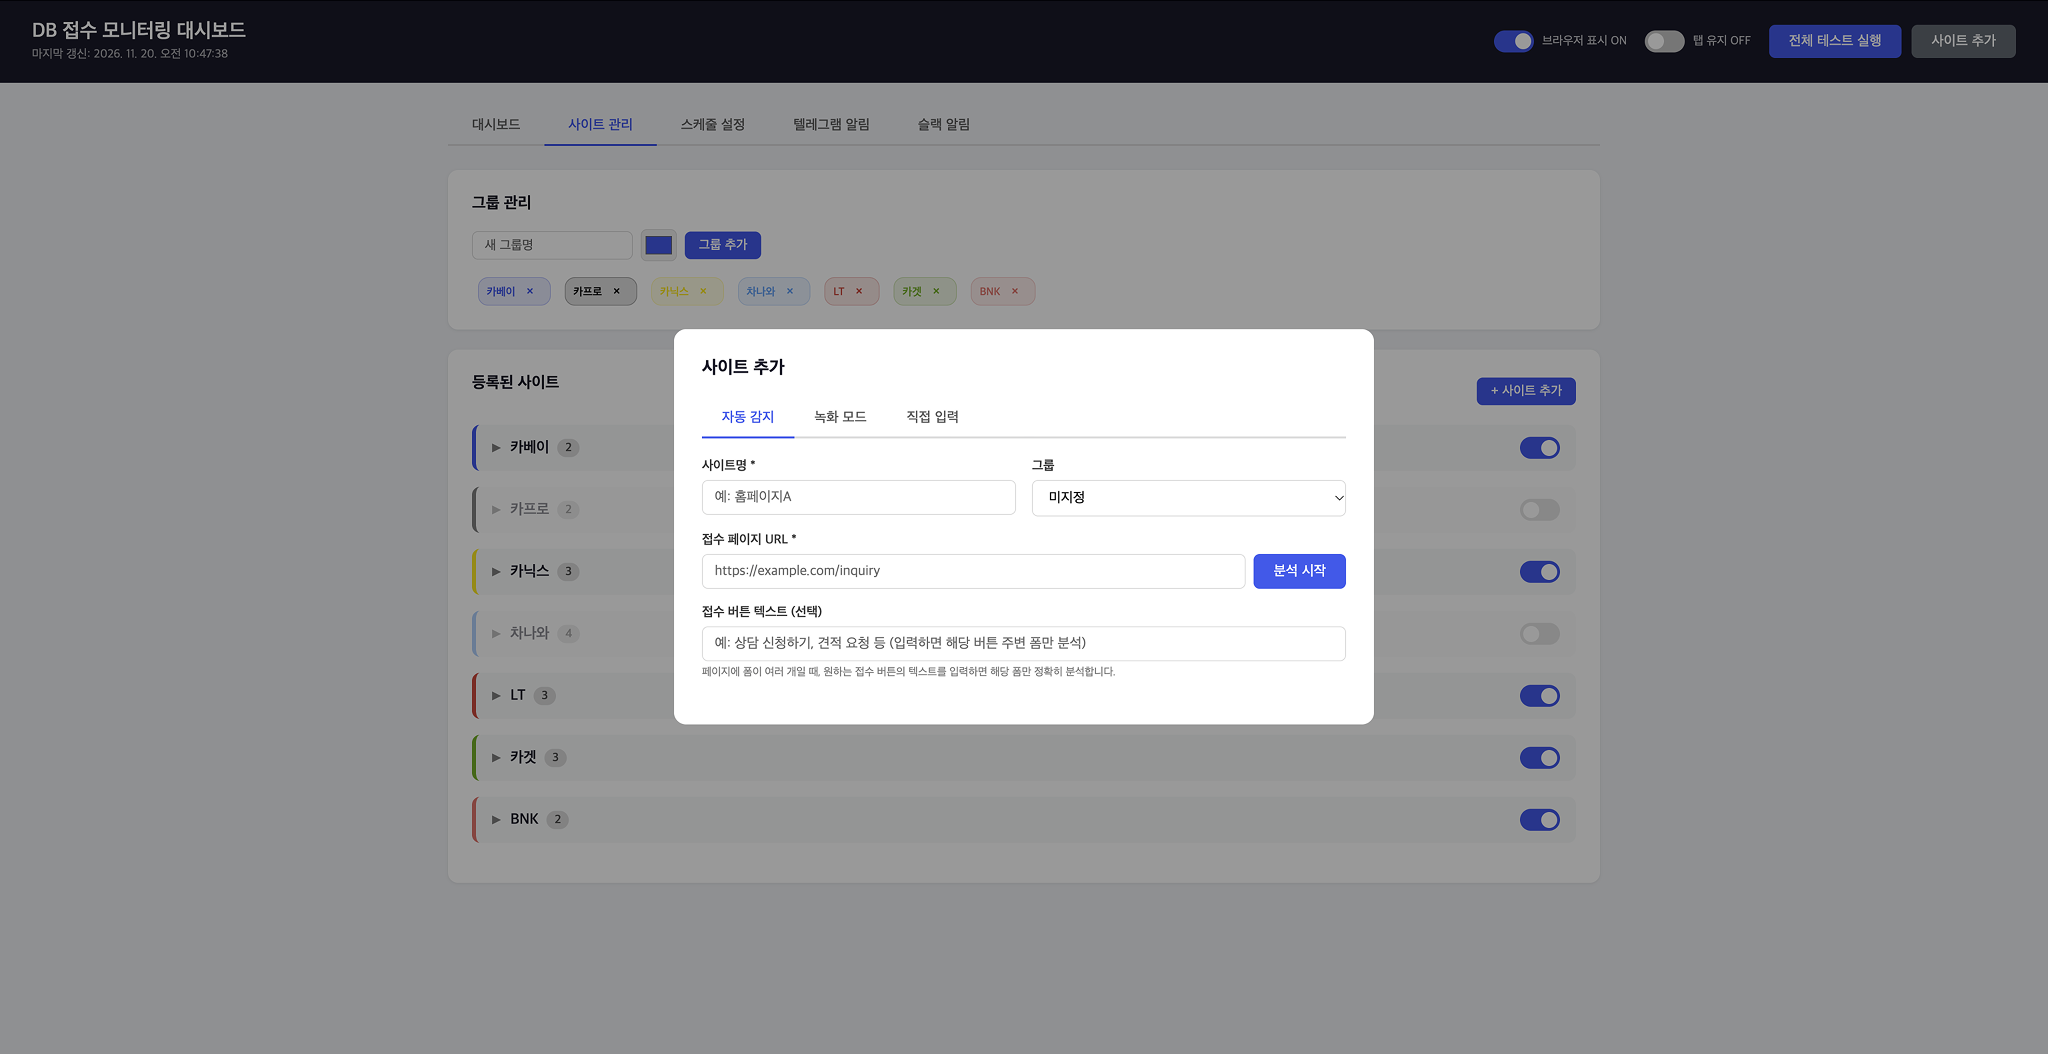 DB 접수 모니터링 대시보드
마지막 갱신: 2026. 11. 20. 오전 10:47:38
브라우저 표시 ON
탭 유지 OFF
전체 테스트 실행
사이트 추가
대시보드
사이트 관리
스케줄 설정
텔레그램 알림
슬랙 알림
그룹 관리
새 그룹명
그룹 추가
카베이 ×
카프로 ×
카닉스 ×
차나와 ×
LT ×
카겟 ×
BNK ×
등록된 사이트
+ 사이트 추가
▶ 카베이 2
▶ 카프로 2
▶ 카닉스 3
▶ 차나와 4
▶ LT 3
▶ 카겟 3
▶ BNK 2
사이트 추가
자동 감지
녹화 모드
직접 입력
사이트명 *
그룹
예: 홈페이지A
미지정
접수 페이지 URL *
https://example.com/inquiry
분석 시작
접수 버튼 텍스트 (선택)
예: 상담 신청하기, 견적 요청 등 (입력하면 해당 버튼 주변 폼만 분석)
페이지에 폼이 여러 개일 때, 원하는 접수 버튼의 텍스트를 입력하면 해당 폼만 정확히 분석합니다.